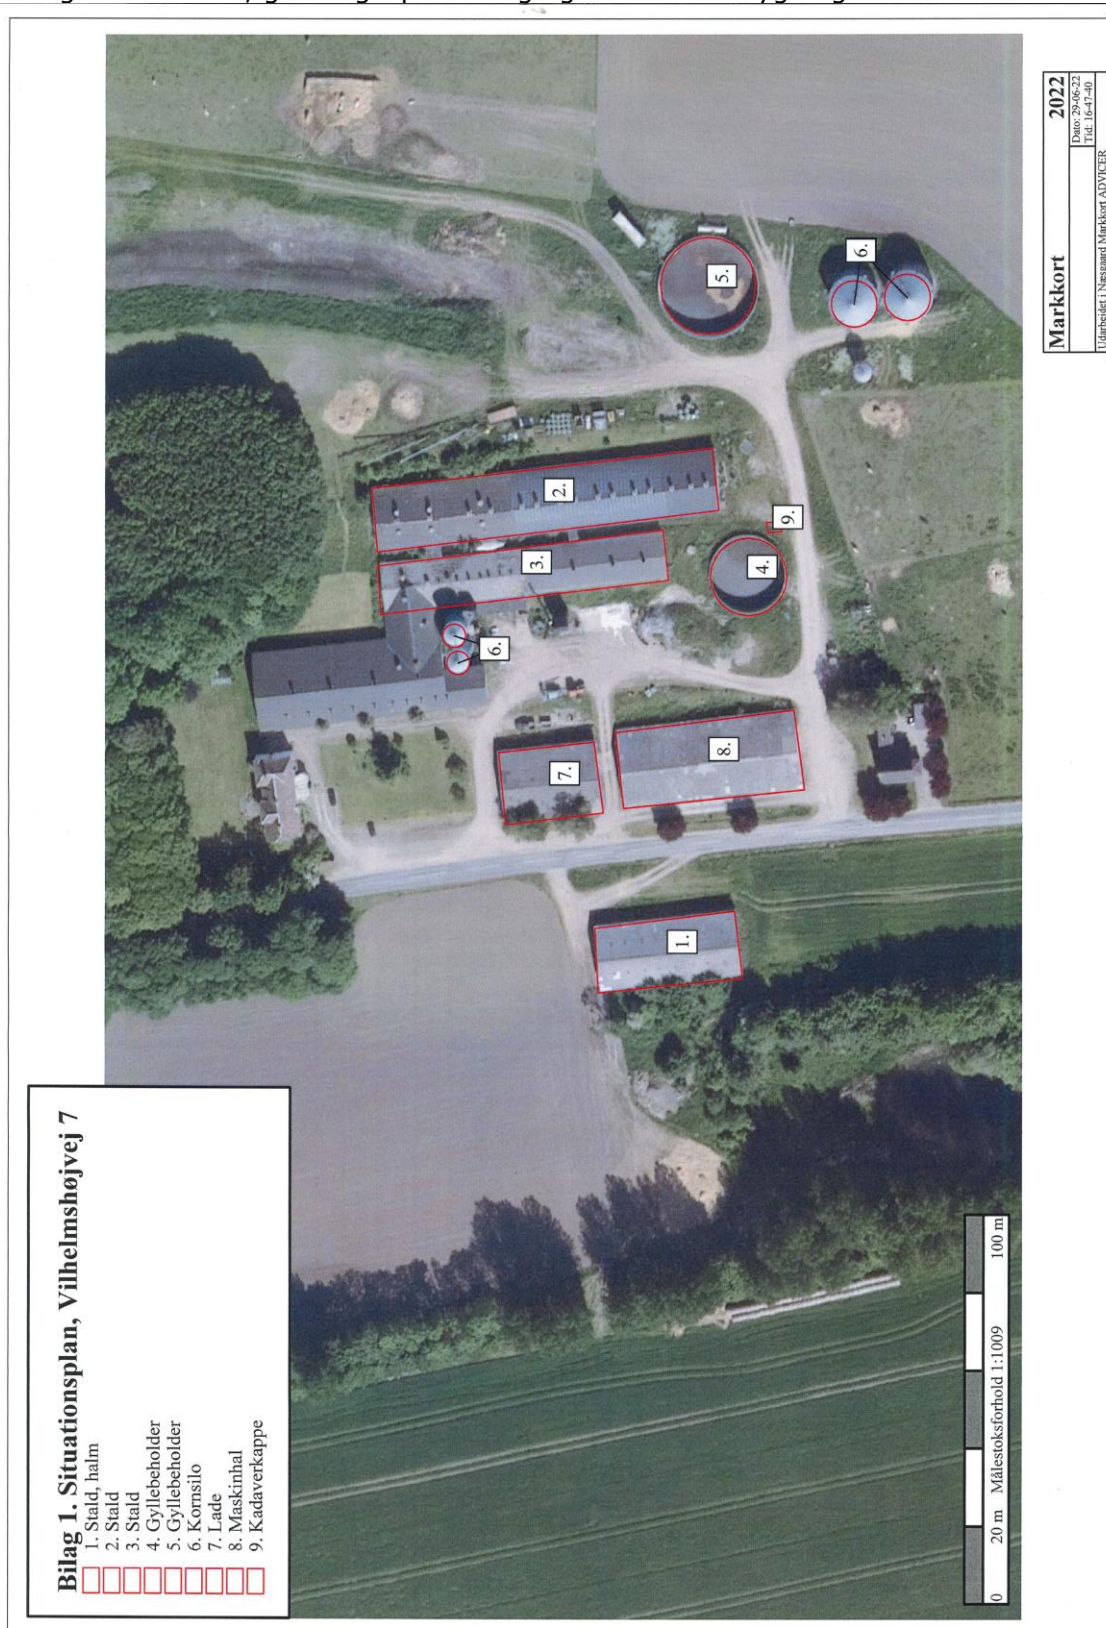 Bilag 1. Situationsplan, Vilhelmshøjvej 7
1. Stald, halm
2. Stald
3. Stald
4. Gyllebeholder
5. Gyllebeholder
6. Kornsilo
7. Lade
8. Maskinhal
9. Kadaverkappe
1.
2.
3.
4.
5.
6.
6.
7.
8.
9.
0 20 m Målestoksforhold 1:1009 100 m
Markkort 2022
Dato: 29-06-22
Tid: 16-47-40
Udarbejdet i Næsgaard Markkort ADVICER